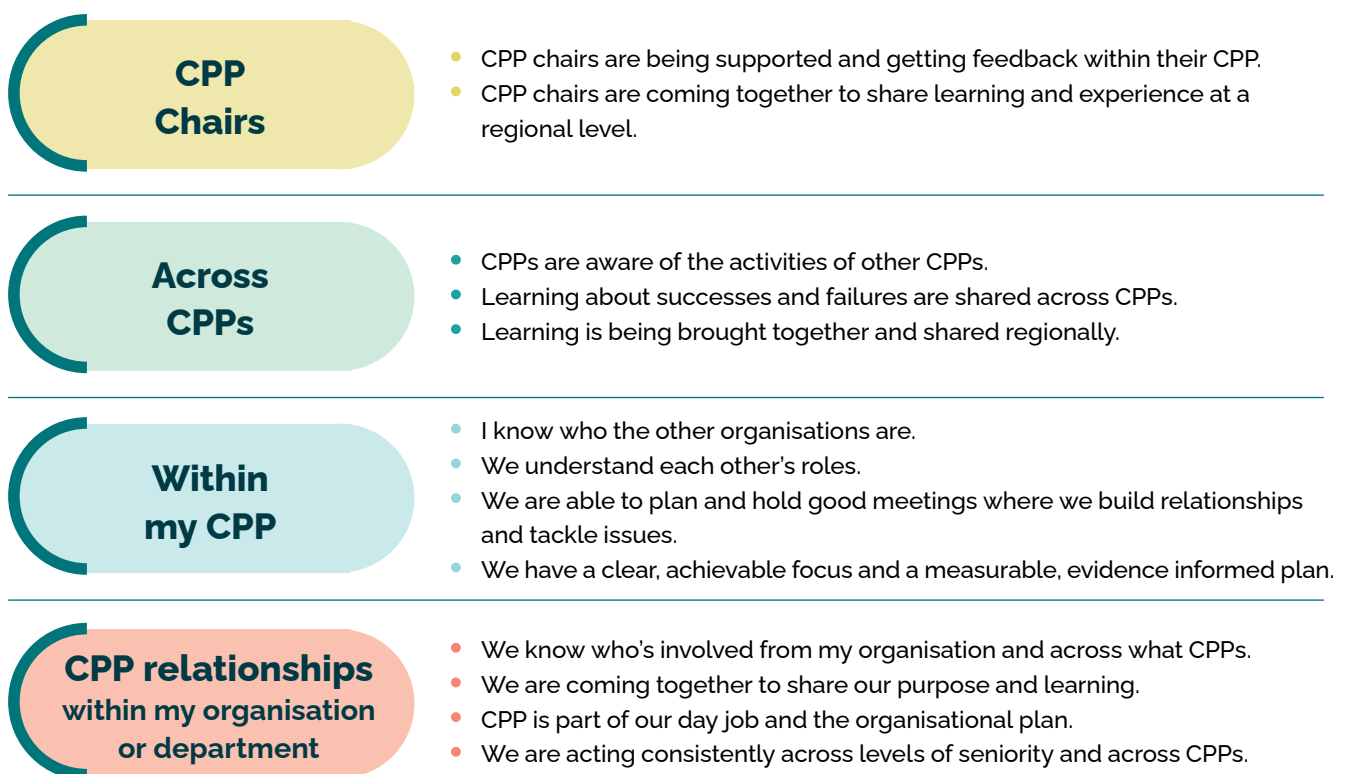 CPP
Chairs
• CPP chairs are being supported and getting feedback within their CPP.
• CPP chairs are coming together to share learning and experience at a
regional level.
Across
CPPs
• CPPs are aware of the activities of other CPPs.
• Learning about successes and failures are shared across CPPs.
• Learning is being brought together and shared regionally.
Within
my CPP
• I know who the other organisations are.
• We understand each other’s roles.
• We are able to plan and hold good meetings where we build relationships
and tackle issues.
• We have a clear, achievable focus and a measurable, evidence informed plan.
CPP relationships
within my organisation
or department
• We know who’s involved from my organisation and across what CPPs.
• We are coming together to share our purpose and learning.
• CPP is part of our day job and the organisational plan.
• We are acting consistently across levels of seniority and across CPPs.